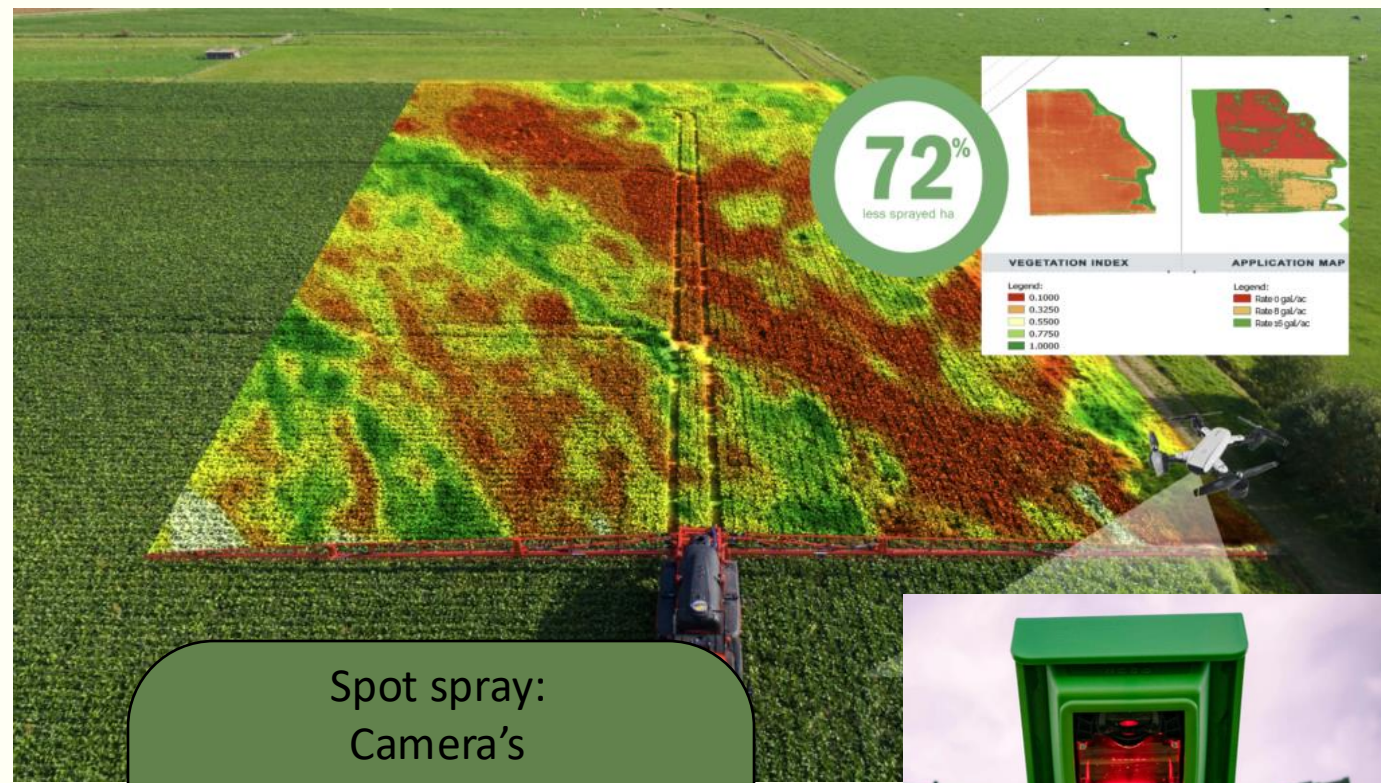 72%
less sprayed ha
VEGETATION INDEX
Legend:
0.1000
0.3250
0.5500
0.7750
1.0000
APPLICATION MAP
Legend:
Rate 0 gal/ac
Rate 8 gal/ac
Rate 16 gal/ac
Spot spray:
Camera’s